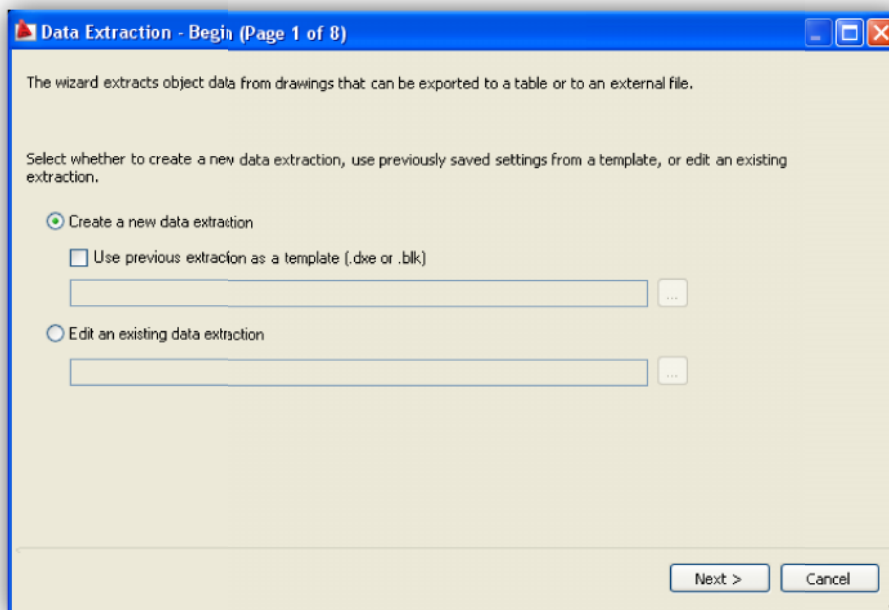 Data Extraction - Begin (Page 1 of 8)
The wizard extracts object data from drawings that can be exported to a table or to an external file.
Select whether to create a new data extraction, use previously saved settings from a template, or edit an existing
extraction.
Create a new data extraction
Use previous extracion as a template (.dxe or .blk)
...
Edit an existing data extraction
...
Next >
Cancel